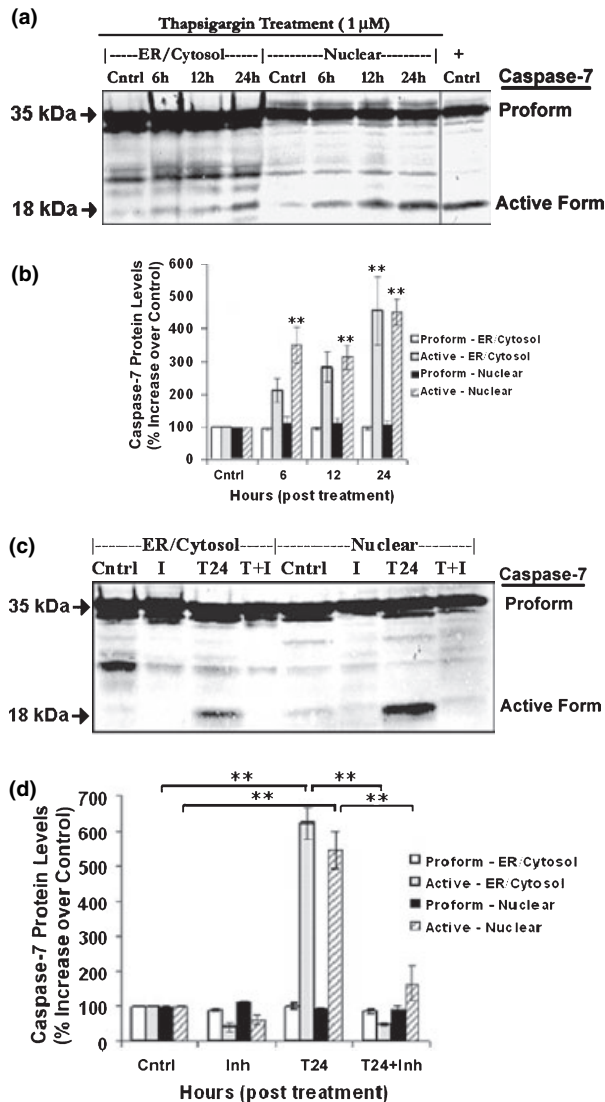 (a)
Thapsigargin Treatment (1 µM)
|-----ER/Cytosol------|----------Nuclear---------| +
Cntrl 6h 12h 24h Cntrl 6h 12h 24h Cntrl Caspase-7
35 kDa→ Proform
18 kDa→ Active Form
(b)
Caspase-7 Protein Levels
(% Increase over Control)
600
500
400
300
200
100
0
**
**
**
**
Proform - ER/Cytosol
Active - ER/Cytosol
Proform - Nuclear
Active - Nuclear
Cntrl 6 12 24
Hours (post treatment)
(c)
|-------ER/Cytosol-----|--------Nuclear--------|
Cntrl I T24 T+I Cntrl I T24 T+I Caspase-7
35 kDa→ Proform
18 kDa→ Active Form
(d)
Caspase-7 Protein Levels
(% Increase over Control)
700
600
500
400
300
200
100
0
** **
** **
Proform - ER/Cytosol
Active - ER/Cytosol
Proform - Nuclear
Active - Nuclear
Cntrl Inh T24 T24+Inh
Hours (post treatment)